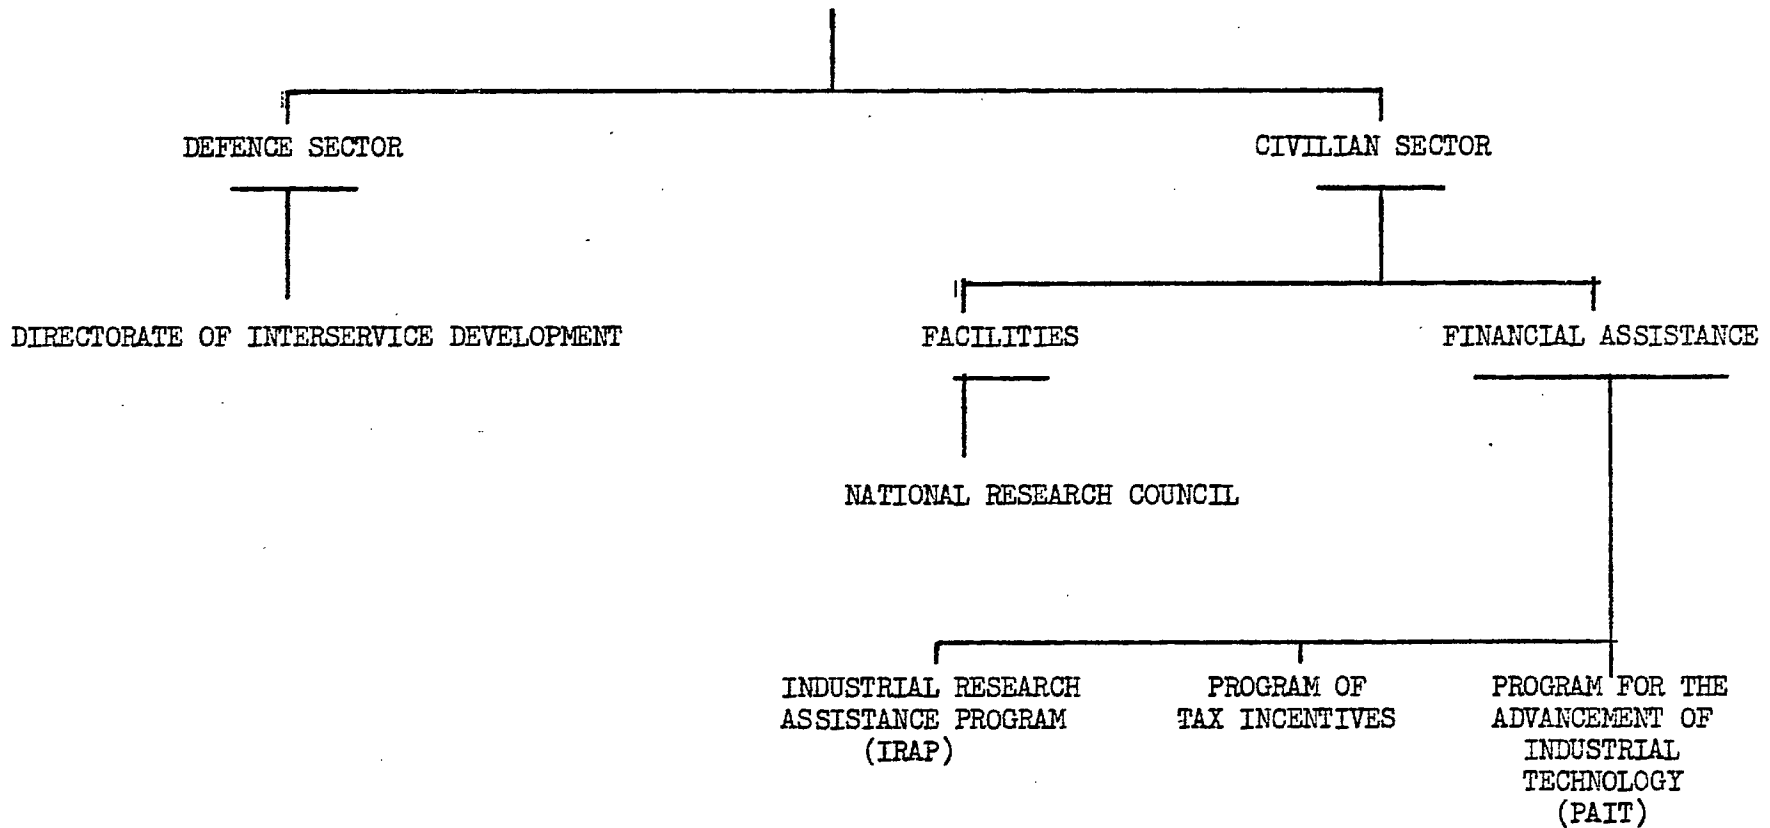 DEFENCE SECTOR
CIVILIAN SECTOR
DIRECTORATE OF INTERSERVICE DEVELOPMENT
FACILITIES
FINANCIAL ASSISTANCE
NATIONAL RESEARCH COUNCIL
INDUSTRIAL RESEARCH
ASSISTANCE PROGRAM
(IRAP)
PROGRAM OF
TAX INCENTIVES
PROGRAM FOR THE
ADVANCEMENT OF
INDUSTRIAL
TECHNOLOGY
(PAIT)